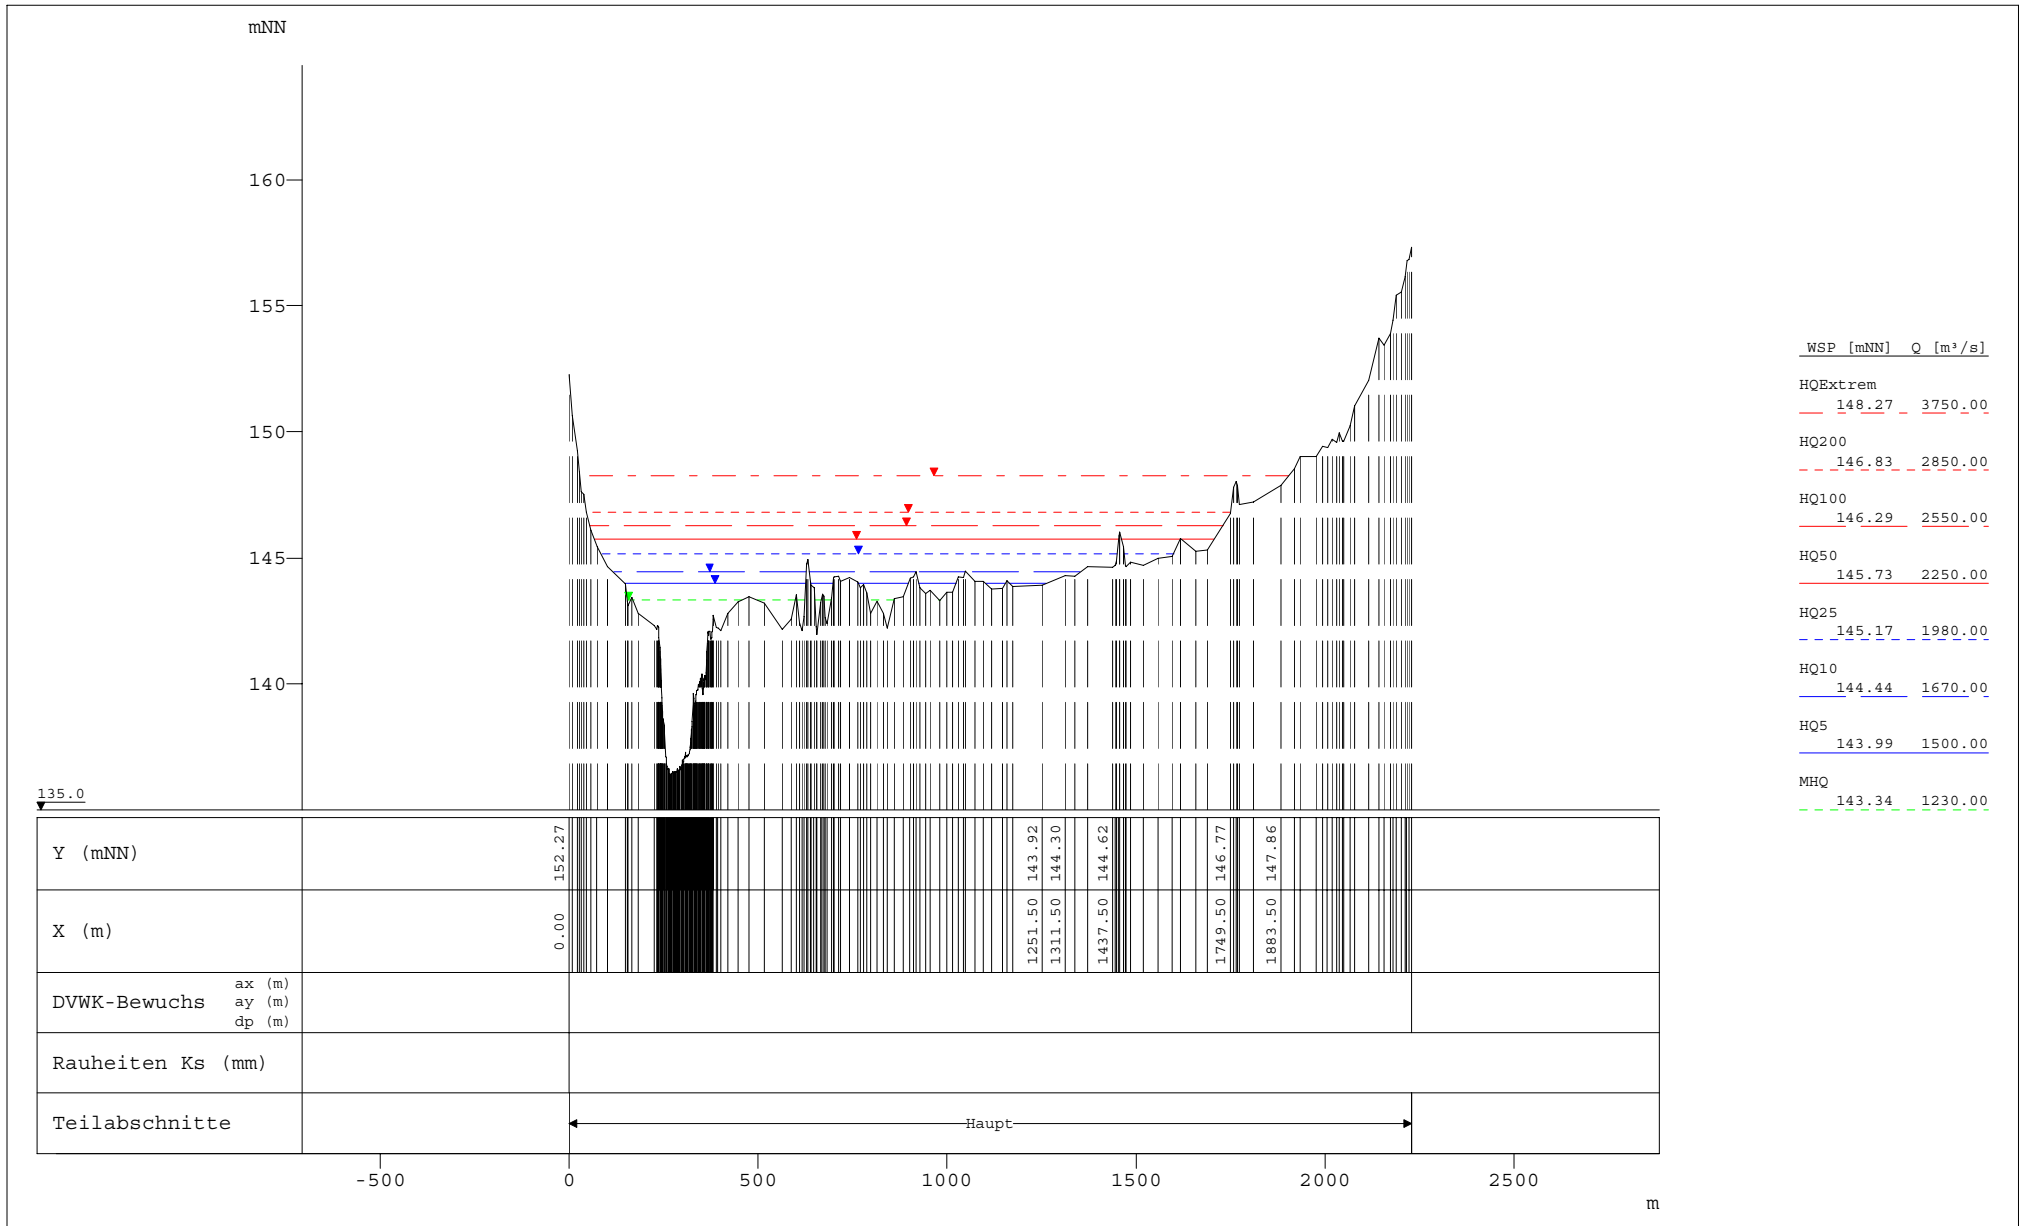 mNN
160
155
150
145
140
135.0
WSP [mNN] Q [m³/s]
HQExtrem
148.27 3750.00
HQ200
146.83 2850.00
HQ100
146.29 2550.00
HQ50
145.73 2250.00
HQ25
145.17 1980.00
HQ10
144.44 1670.00
HQ5
143.99 1500.00
MHQ
143.34 1230.00
Y (mNN)
152.27 143.92 144.30 144.62 146.77 147.86
X (m)
0.00 1251.50 1311.50 1437.50 1749.50 1883.50
DVWK-Bewuchs
ax (m)
ay (m)
dp (m)
Rauheiten Ks (mm)
Teilabschnitte
Haupt
-500 0 500 1000 1500 2000 2500
m